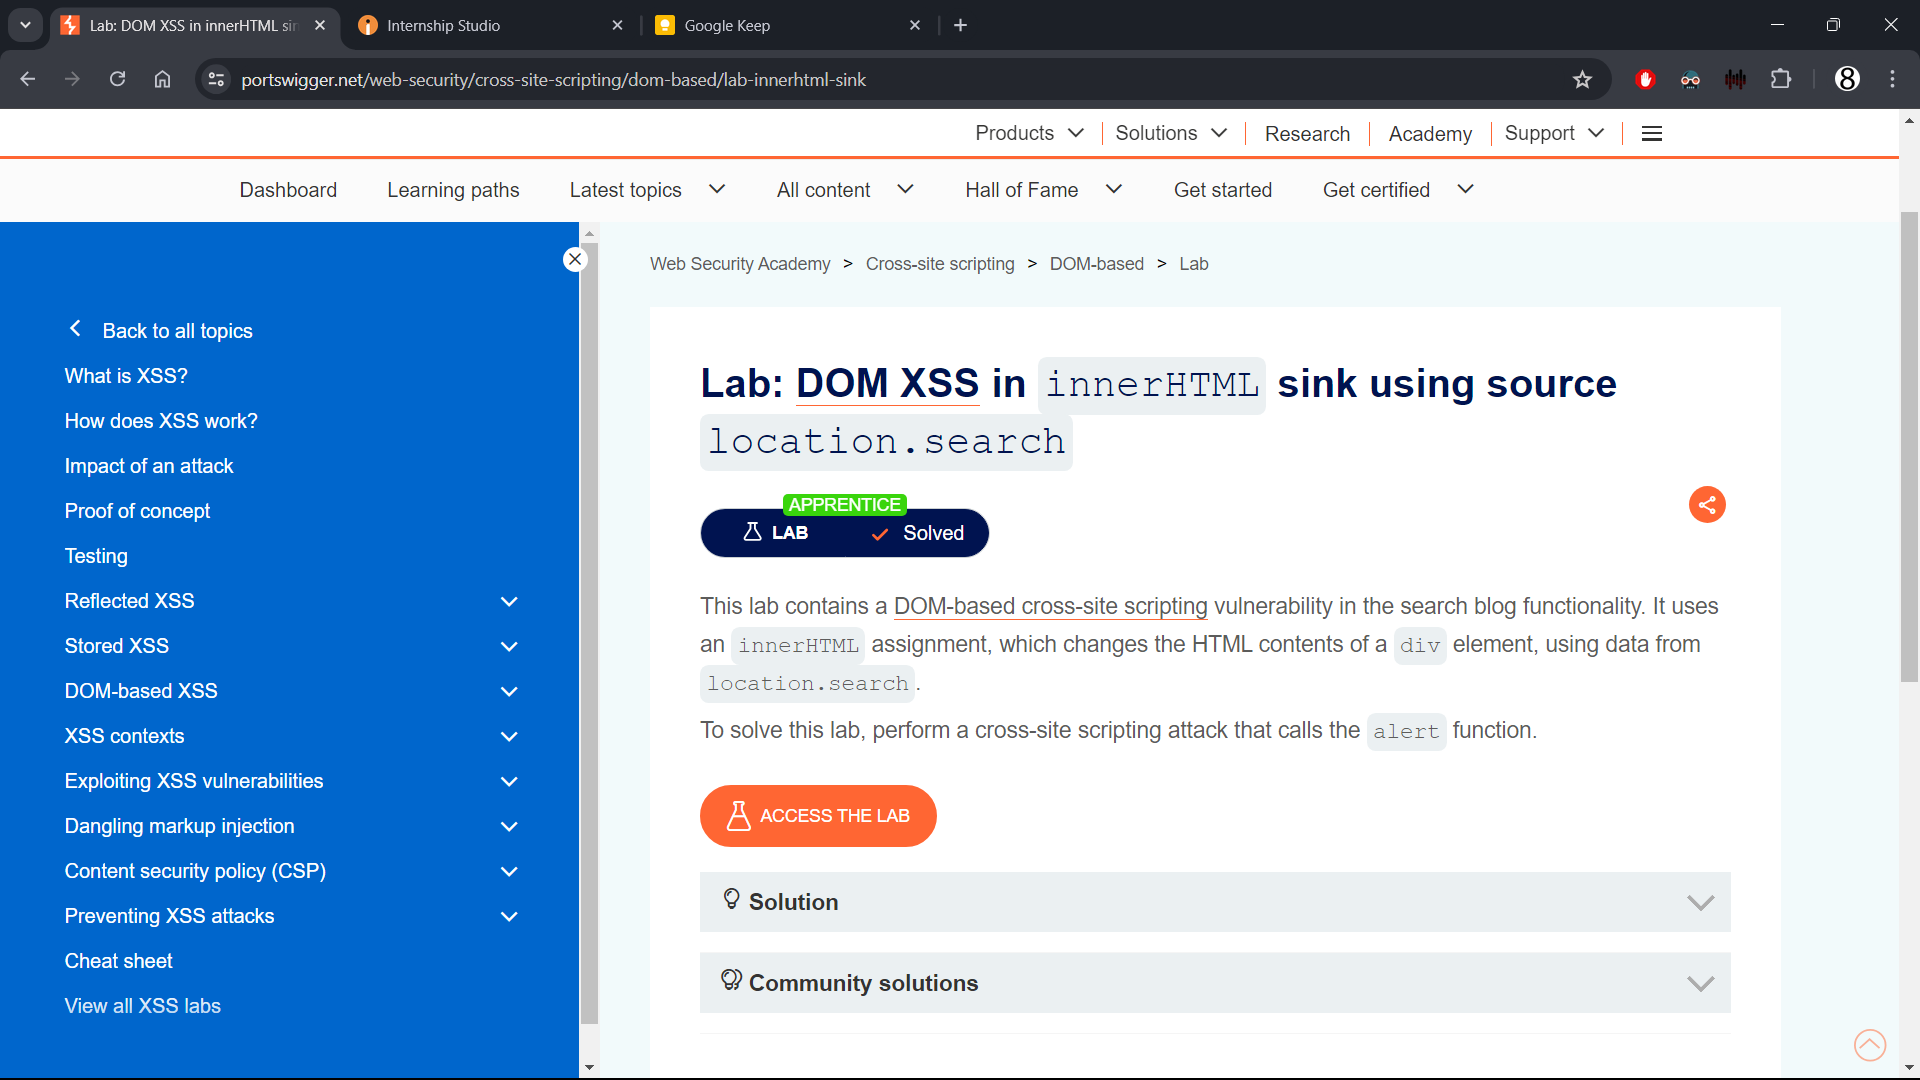 Lab: DOM XSS in innerHTML sin
Internship Studio
Google Keep
portswigger.net/web-security/cross-site-scripting/dom-based/lab-innerhtml-sink
Products
Solutions
Research
Academy
Support
Dashboard
Learning paths
Latest topics
All content
Hall of Fame
Get started
Get certified
Back to all topics
What is XSS?
How does XSS work?
Impact of an attack
Proof of concept
Testing
Reflected XSS
Stored XSS
DOM-based XSS
XSS contexts
Exploiting XSS vulnerabilities
Dangling markup injection
Content security policy (CSP)
Preventing XSS attacks
Cheat sheet
View all XSS labs
Web Security Academy > Cross-site scripting > DOM-based > Lab
Lab: DOM XSS in innerHTML sink using source
location.search
APPRENTICE
LAB Solved
This lab contains a DOM-based cross-site scripting vulnerability in the search blog functionality. It uses
an innerHTML assignment, which changes the HTML contents of a div element, using data from
location.search.
To solve this lab, perform a cross-site scripting attack that calls the alert function.
ACCESS THE LAB
Solution
Community solutions